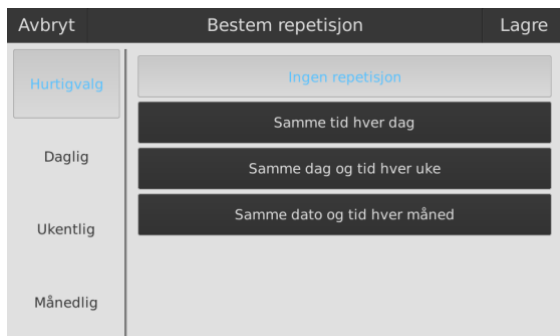 Avbryt
Bestem repetisjon
Lagre
Hurtigvalg
Daglig
Ukentlig
Månedlig
Ingen repetisjon
Samme tid hver dag
Samme dag og tid hver uke
Samme dato og tid hver måned